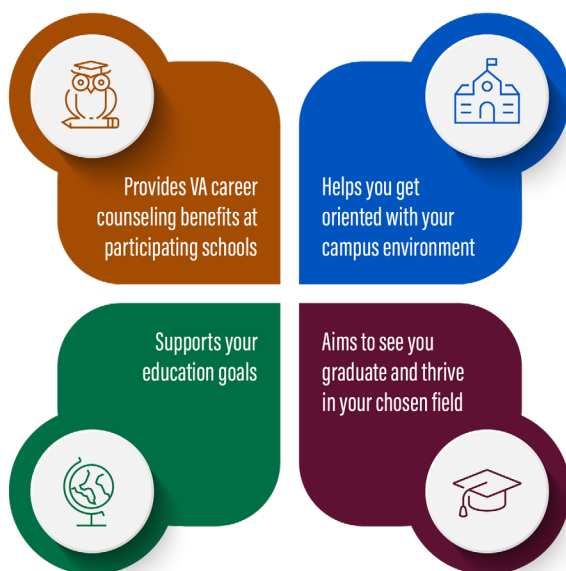 Provides VA career
counseling benefits at
participating schools
Helps you get
oriented with your
campus environment
Supports your
education goals
Aims to see you
graduate and thrive
in your chosen field